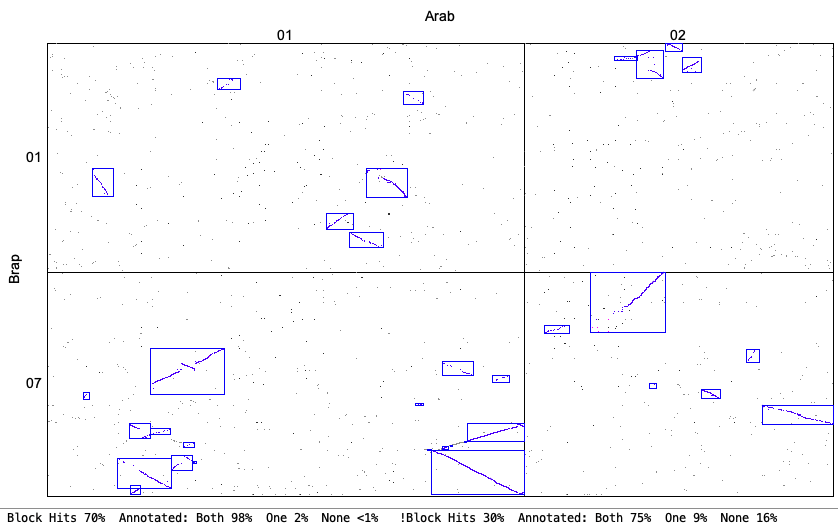 Arab
01 02
01
Brap
07
Block Hits 70% Annotated: Both 98% One 2% None <1% !Block Hits 30% Annotated: Both 75% One 9% None 16%